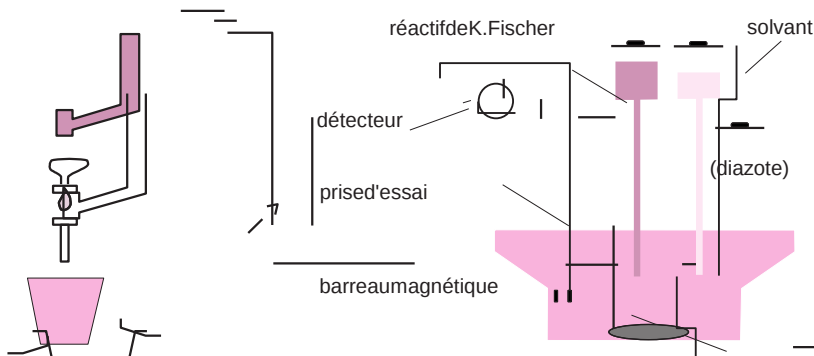 réactifdeK.Fischer
solvant
détecteur
(diazote)
prised'essai
barreaumagnétique